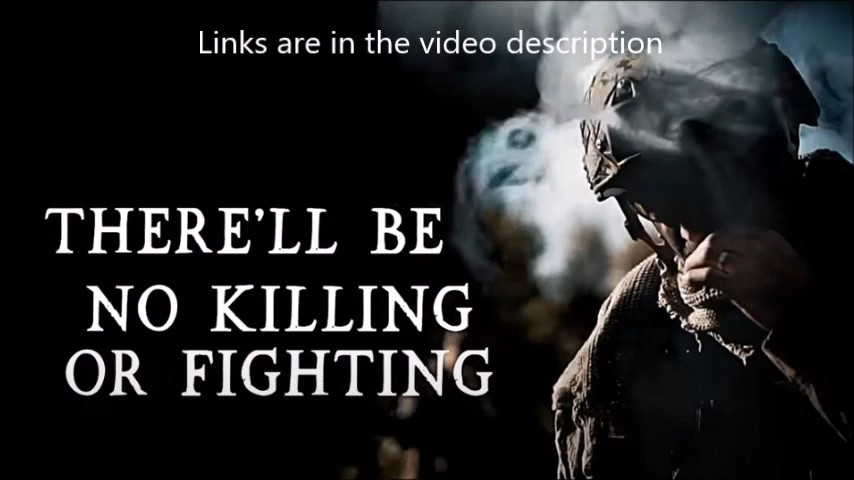 Links are in the video description
THERE'LL BE
NO KILLING
OR FIGHTING